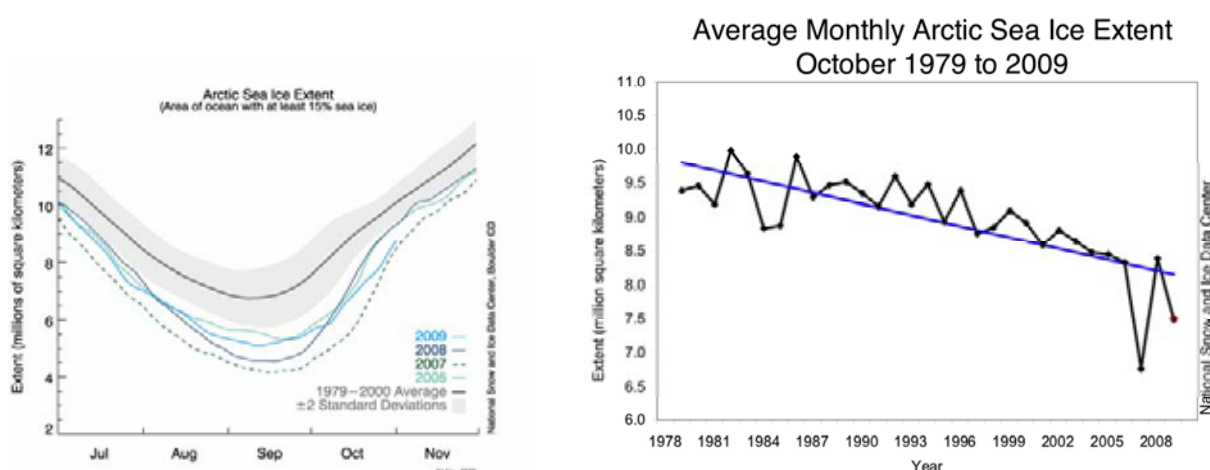 Arctic Sea Ice Extent
(Area of ocean with at least 15% sea ice)
Extent (millions of square kilometers)
12
10
8
6
4
2
2009
2008
2007
2005
1979–2000 Average
±2 Standard Deviations
Jul Aug Sep Oct Nov
National Snow and Ice Data Center, Boulder CO
Average Monthly Arctic Sea Ice Extent
October 1979 to 2009
Extent (million square kilometers)
11.0
10.5
10.0
9.5
9.0
8.5
8.0
7.5
7.0
6.5
6.0
1978 1981 1984 1987 1990 1993 1996 1999 2002 2005 2008
Year
National Snow and Ice Data Center